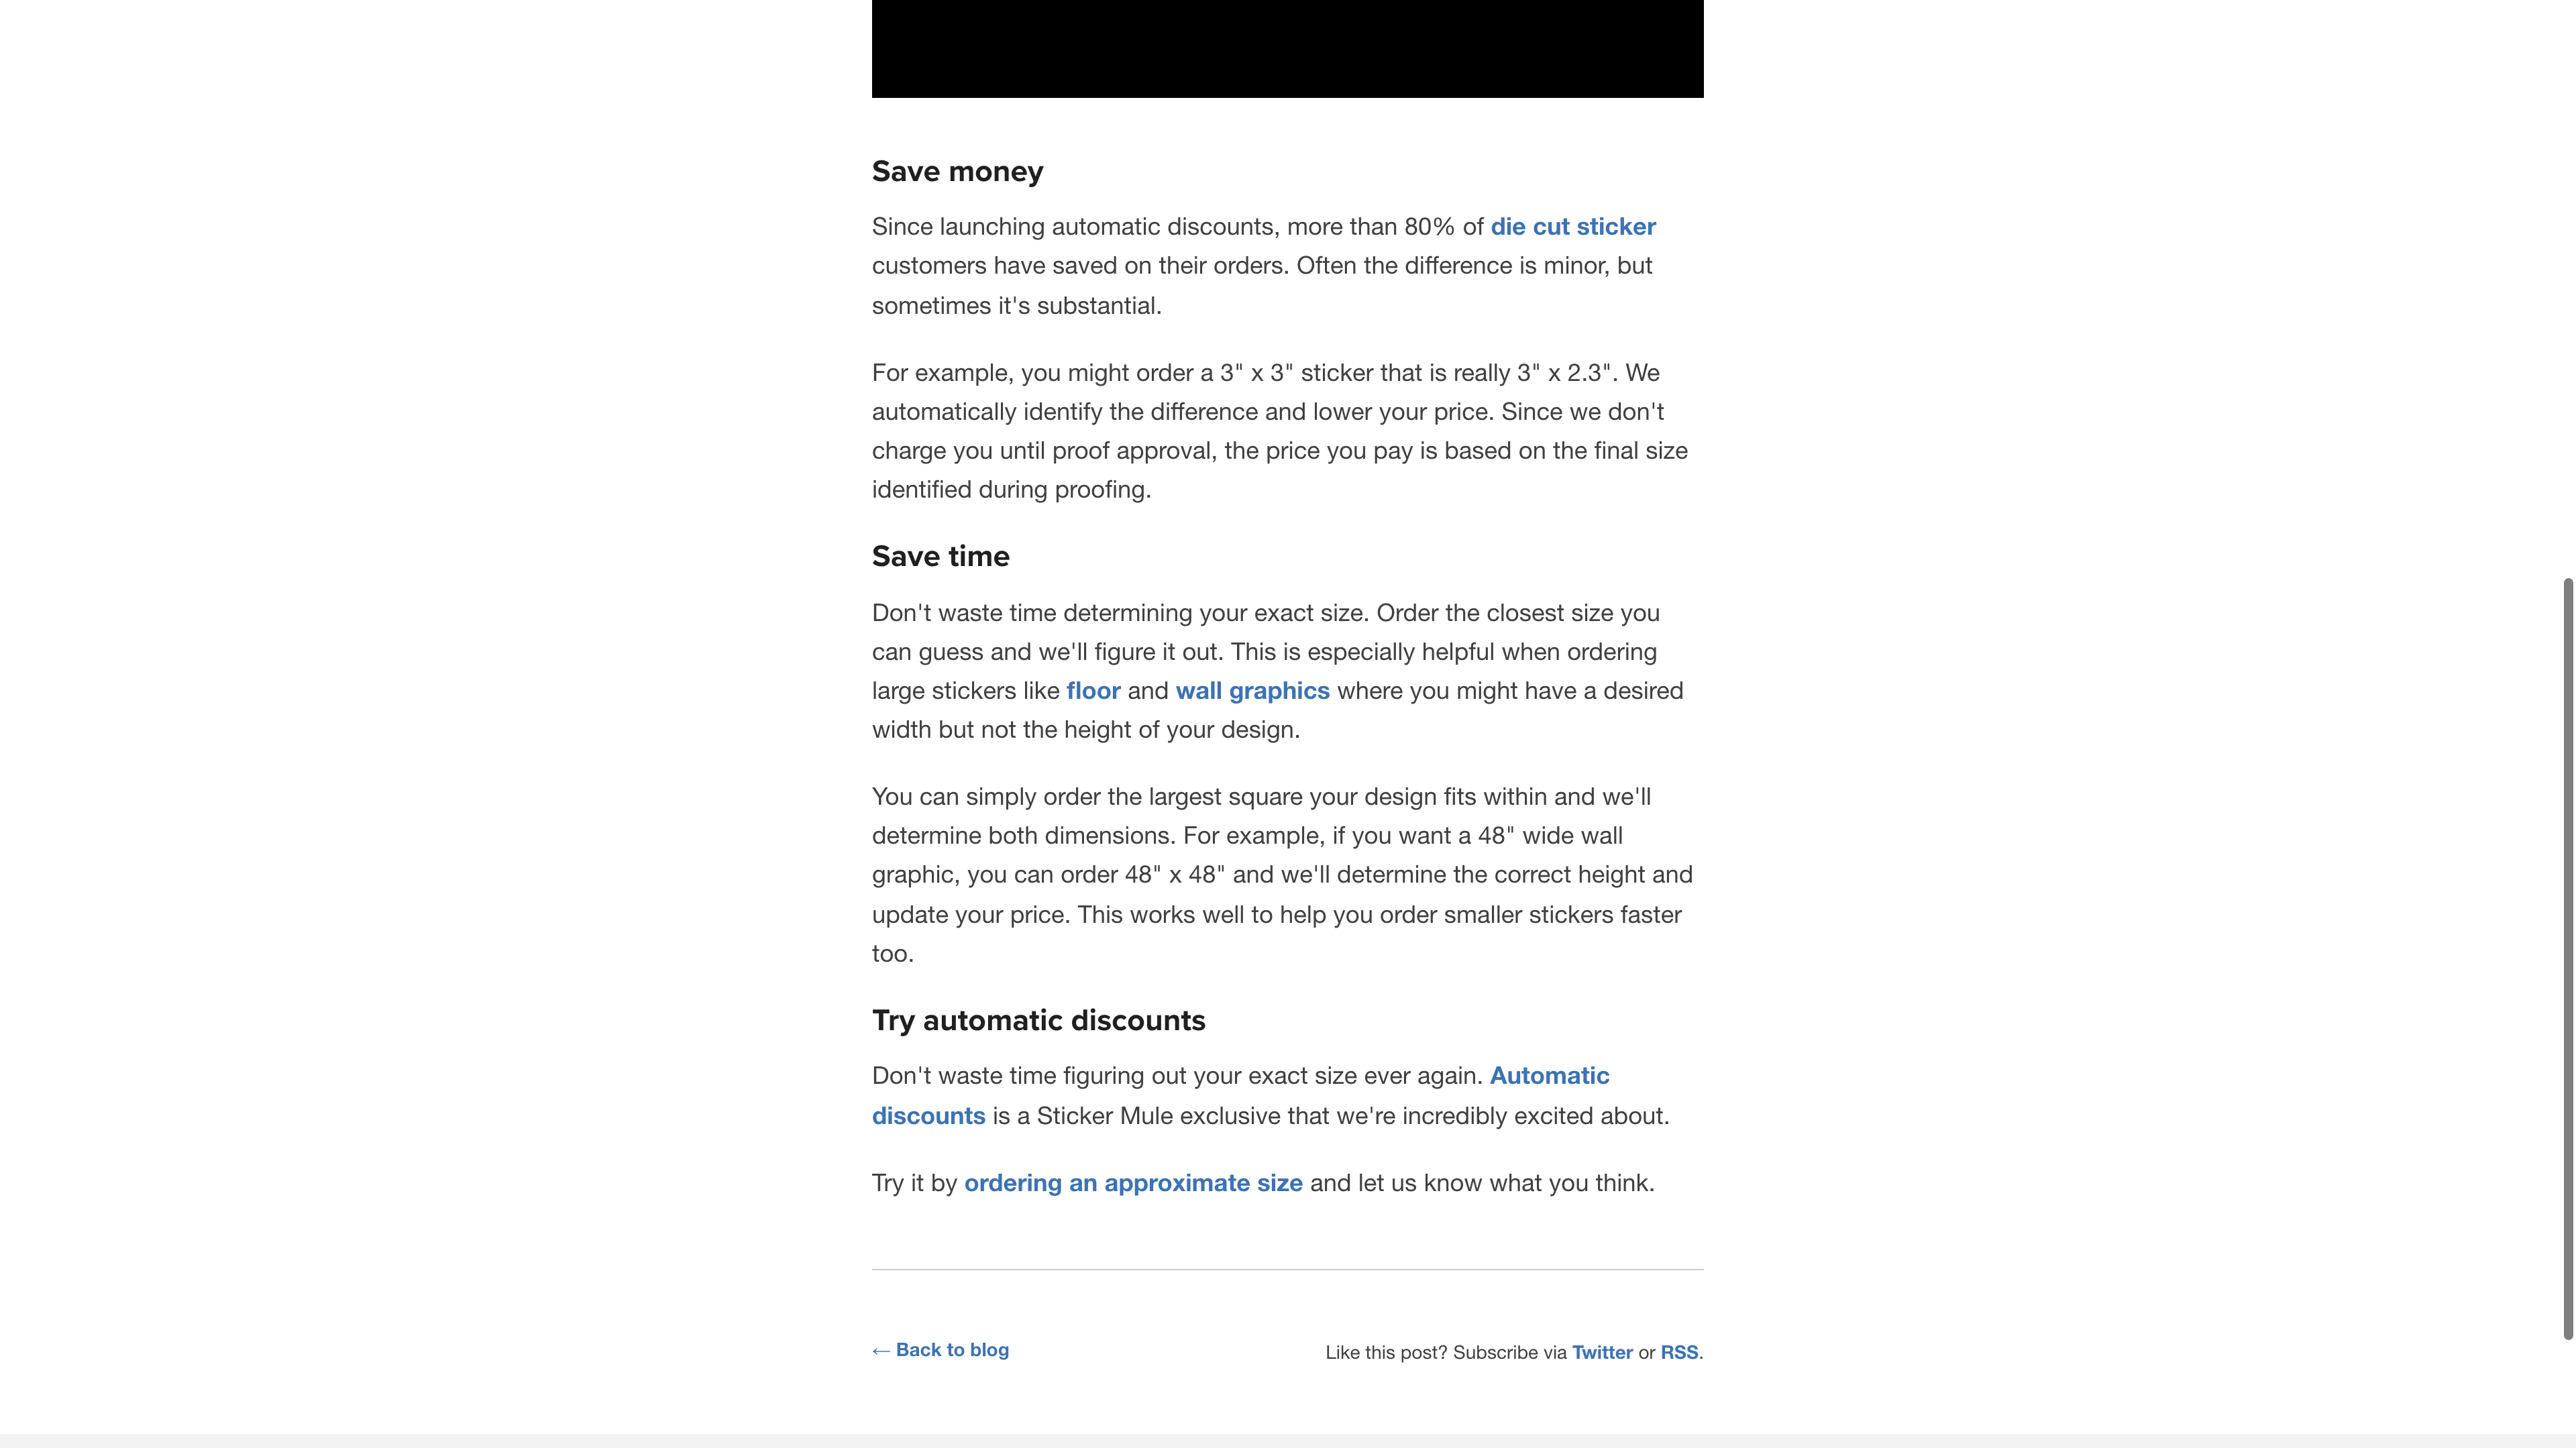 Save money
Since launching automatic discounts, more than 80% of die cut sticker
customers have saved on their orders. Often the difference is minor, but
sometimes it's substantial.
For example, you might order a 3" x 3" sticker that is really 3" x 2.3". We
automatically identify the difference and lower your price. Since we don't
charge you until proof approval, the price you pay is based on the final size
identified during proofing.
Save time
Don't waste time determining your exact size. Order the closest size you
can guess and we'll figure it out. This is especially helpful when ordering
large stickers like floor and wall graphics where you might have a desired
width but not the height of your design.
You can simply order the largest square your design fits within and we'll
determine both dimensions. For example, if you want a 48" wide wall
graphic, you can order 48" x 48" and we'll determine the correct height and
update your price. This works well to help you order smaller stickers faster
too.
Try automatic discounts
Don't waste time figuring out your exact size ever again. Automatic
discounts is a Sticker Mule exclusive that we're incredibly excited about.
Try it by ordering an approximate size and let us know what you think.
← Back to blog
Like this post? Subscribe via Twitter or RSS.